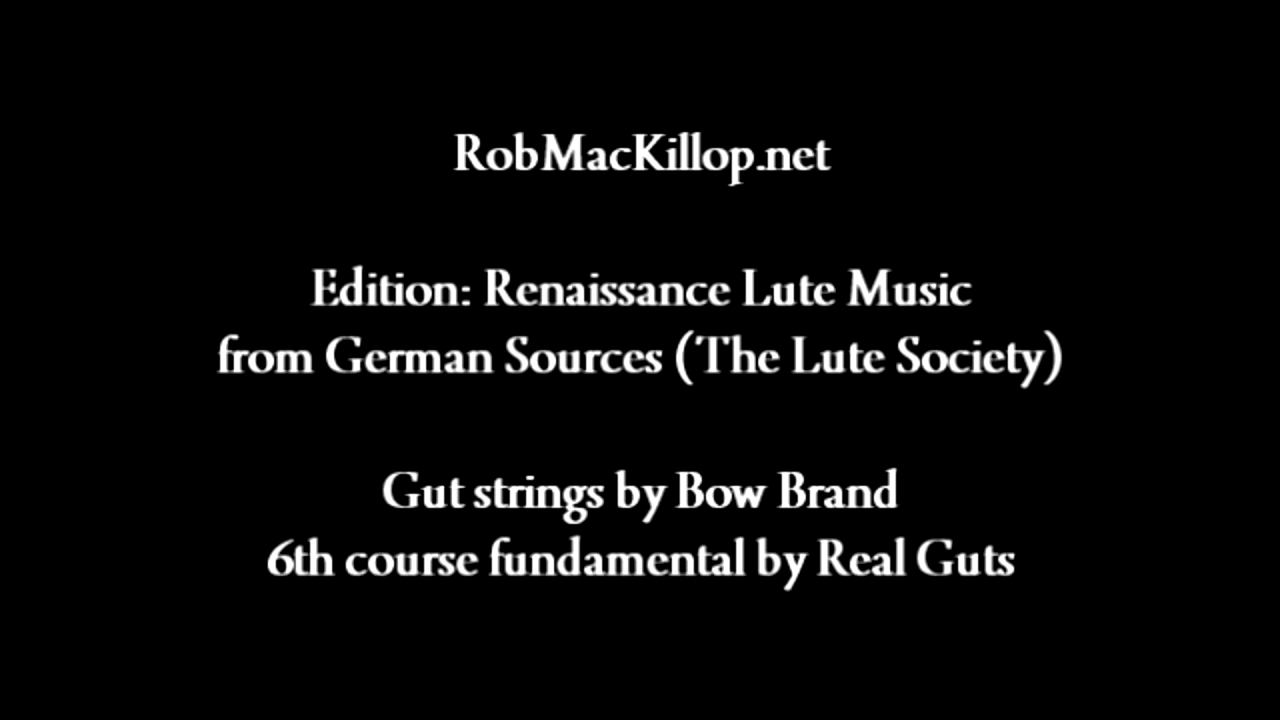 RobMacKillop.net
Edition: Renaissance Lute Music
from German Sources (The Lute Society)
Gut strings by Bow Brand
6th course fundamental by Real Guts